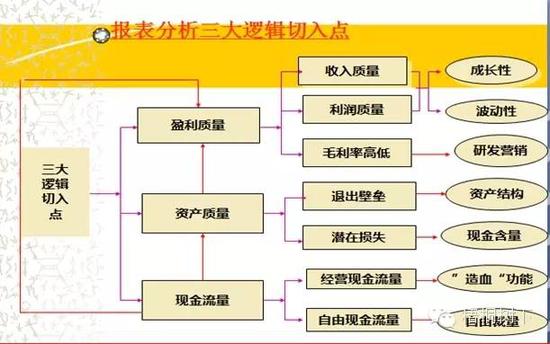 报表分析三大逻辑切入点
收入质量
成长性
盈利质量
利润质量
波动性
毛利率高低
研发营销
三大
逻辑
切入
点
资产质量
退出壁垒
资产结构
潜在损失
现金含量
现金流量
经营现金流量
"造血"功能
自由现金流量
自由裁量